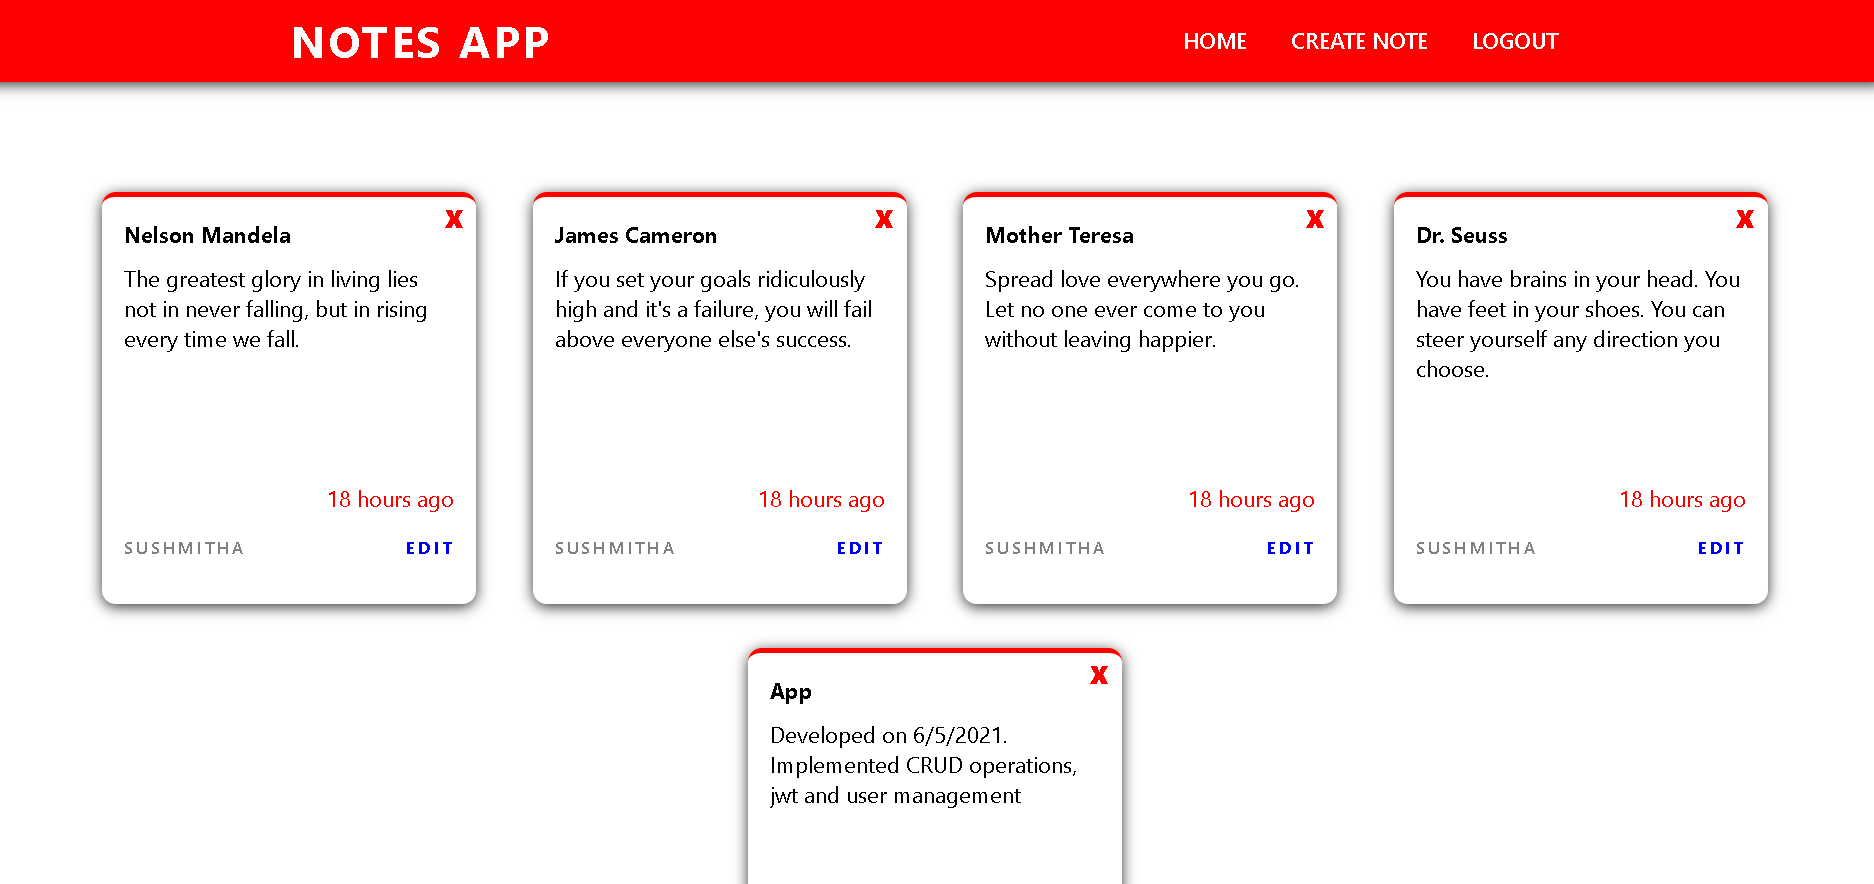 NOTES APP
HOME CREATE NOTE LOGOUT
X
Nelson Mandela
The greatest glory in living lies
not in never falling, but in rising
every time we fall.
18 hours ago
SUSHMITHA EDIT
X
James Cameron
If you set your goals ridiculously
high and it's a failure, you will fail
above everyone else's success.
18 hours ago
SUSHMITHA EDIT
X
Mother Teresa
Spread love everywhere you go.
Let no one ever come to you
without leaving happier.
18 hours ago
SUSHMITHA EDIT
X
Dr. Seuss
You have brains in your head. You
have feet in your shoes. You can
steer yourself any direction you
choose.
18 hours ago
SUSHMITHA EDIT
X
App
Developed on 6/5/2021.
Implemented CRUD operations,
jwt and user management